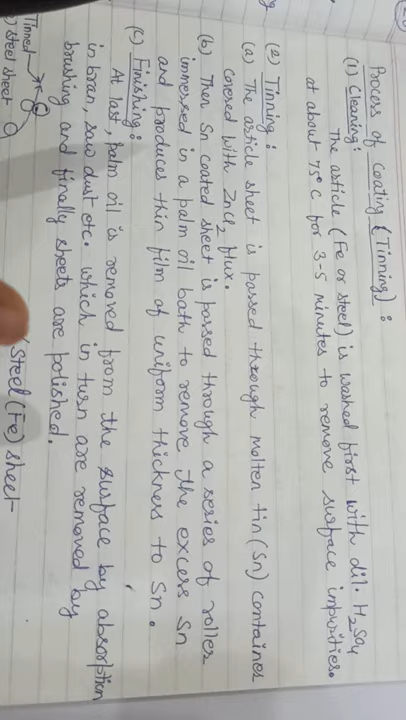 Process of coating (Tinning) :
(1) Cleaning :
The article (Fe or steel) is washed first with dil. H₂SO₄
at about 75°C for 3-5 minutes to remove surface impurities.
(2) Tinning :
(a) The article sheet is passed through molten tin (Sn) container
covered with ZnCl₂ flux.
(b) Then Sn coated sheet is passed through a series of roller
immersed in a palm oil bath to remove the excess Sn
and produces thin film of uniform thickness to Sn.
(c) Finishing :
At last, palm oil is removed from the surface by absorption
in bran, saw dust etc. which in turn are removed by
brushing and finally sheets are polished.
Tinned
steel sheet
Steel (Fe) sheet